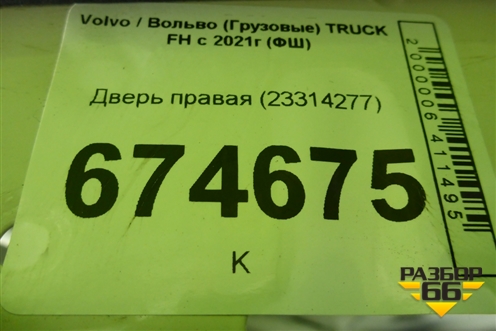 Volvo / Вольво (Грузовые) TRUCK
FH с 2021г (ФШ)
Дверь правая (23314277)
674675
К
2000006411495
РАЗБОР
66